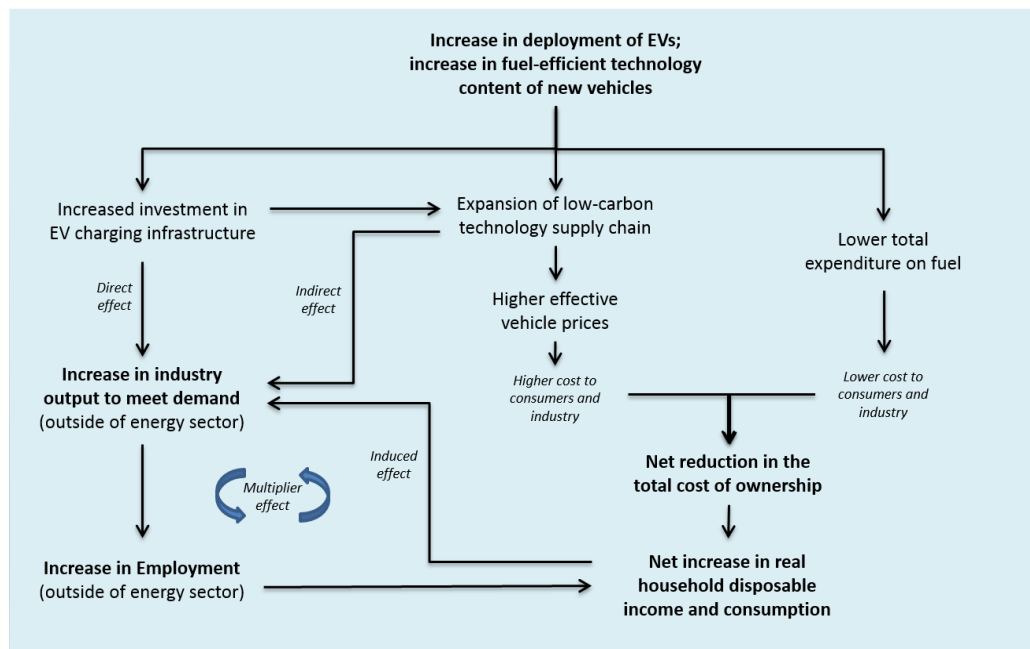 Increase in deployment of EVs;
increase in fuel-efficient technology
content of new vehicles
Increased investment in
EV charging infrastructure
Expansion of low-carbon
technology supply chain
Lower total
expenditure on fuel
Direct
effect
Indirect
effect
Higher effective
vehicle prices
Increase in industry
output to meet demand
(outside of energy sector)
Higher cost to
consumers and
industry
Lower cost to
consumers and
industry
Induced
effect
Multiplier
effect
Net reduction in the
total cost of ownership
Increase in Employment
(outside of energy sector)
Net increase in real
household disposable
income and consumption